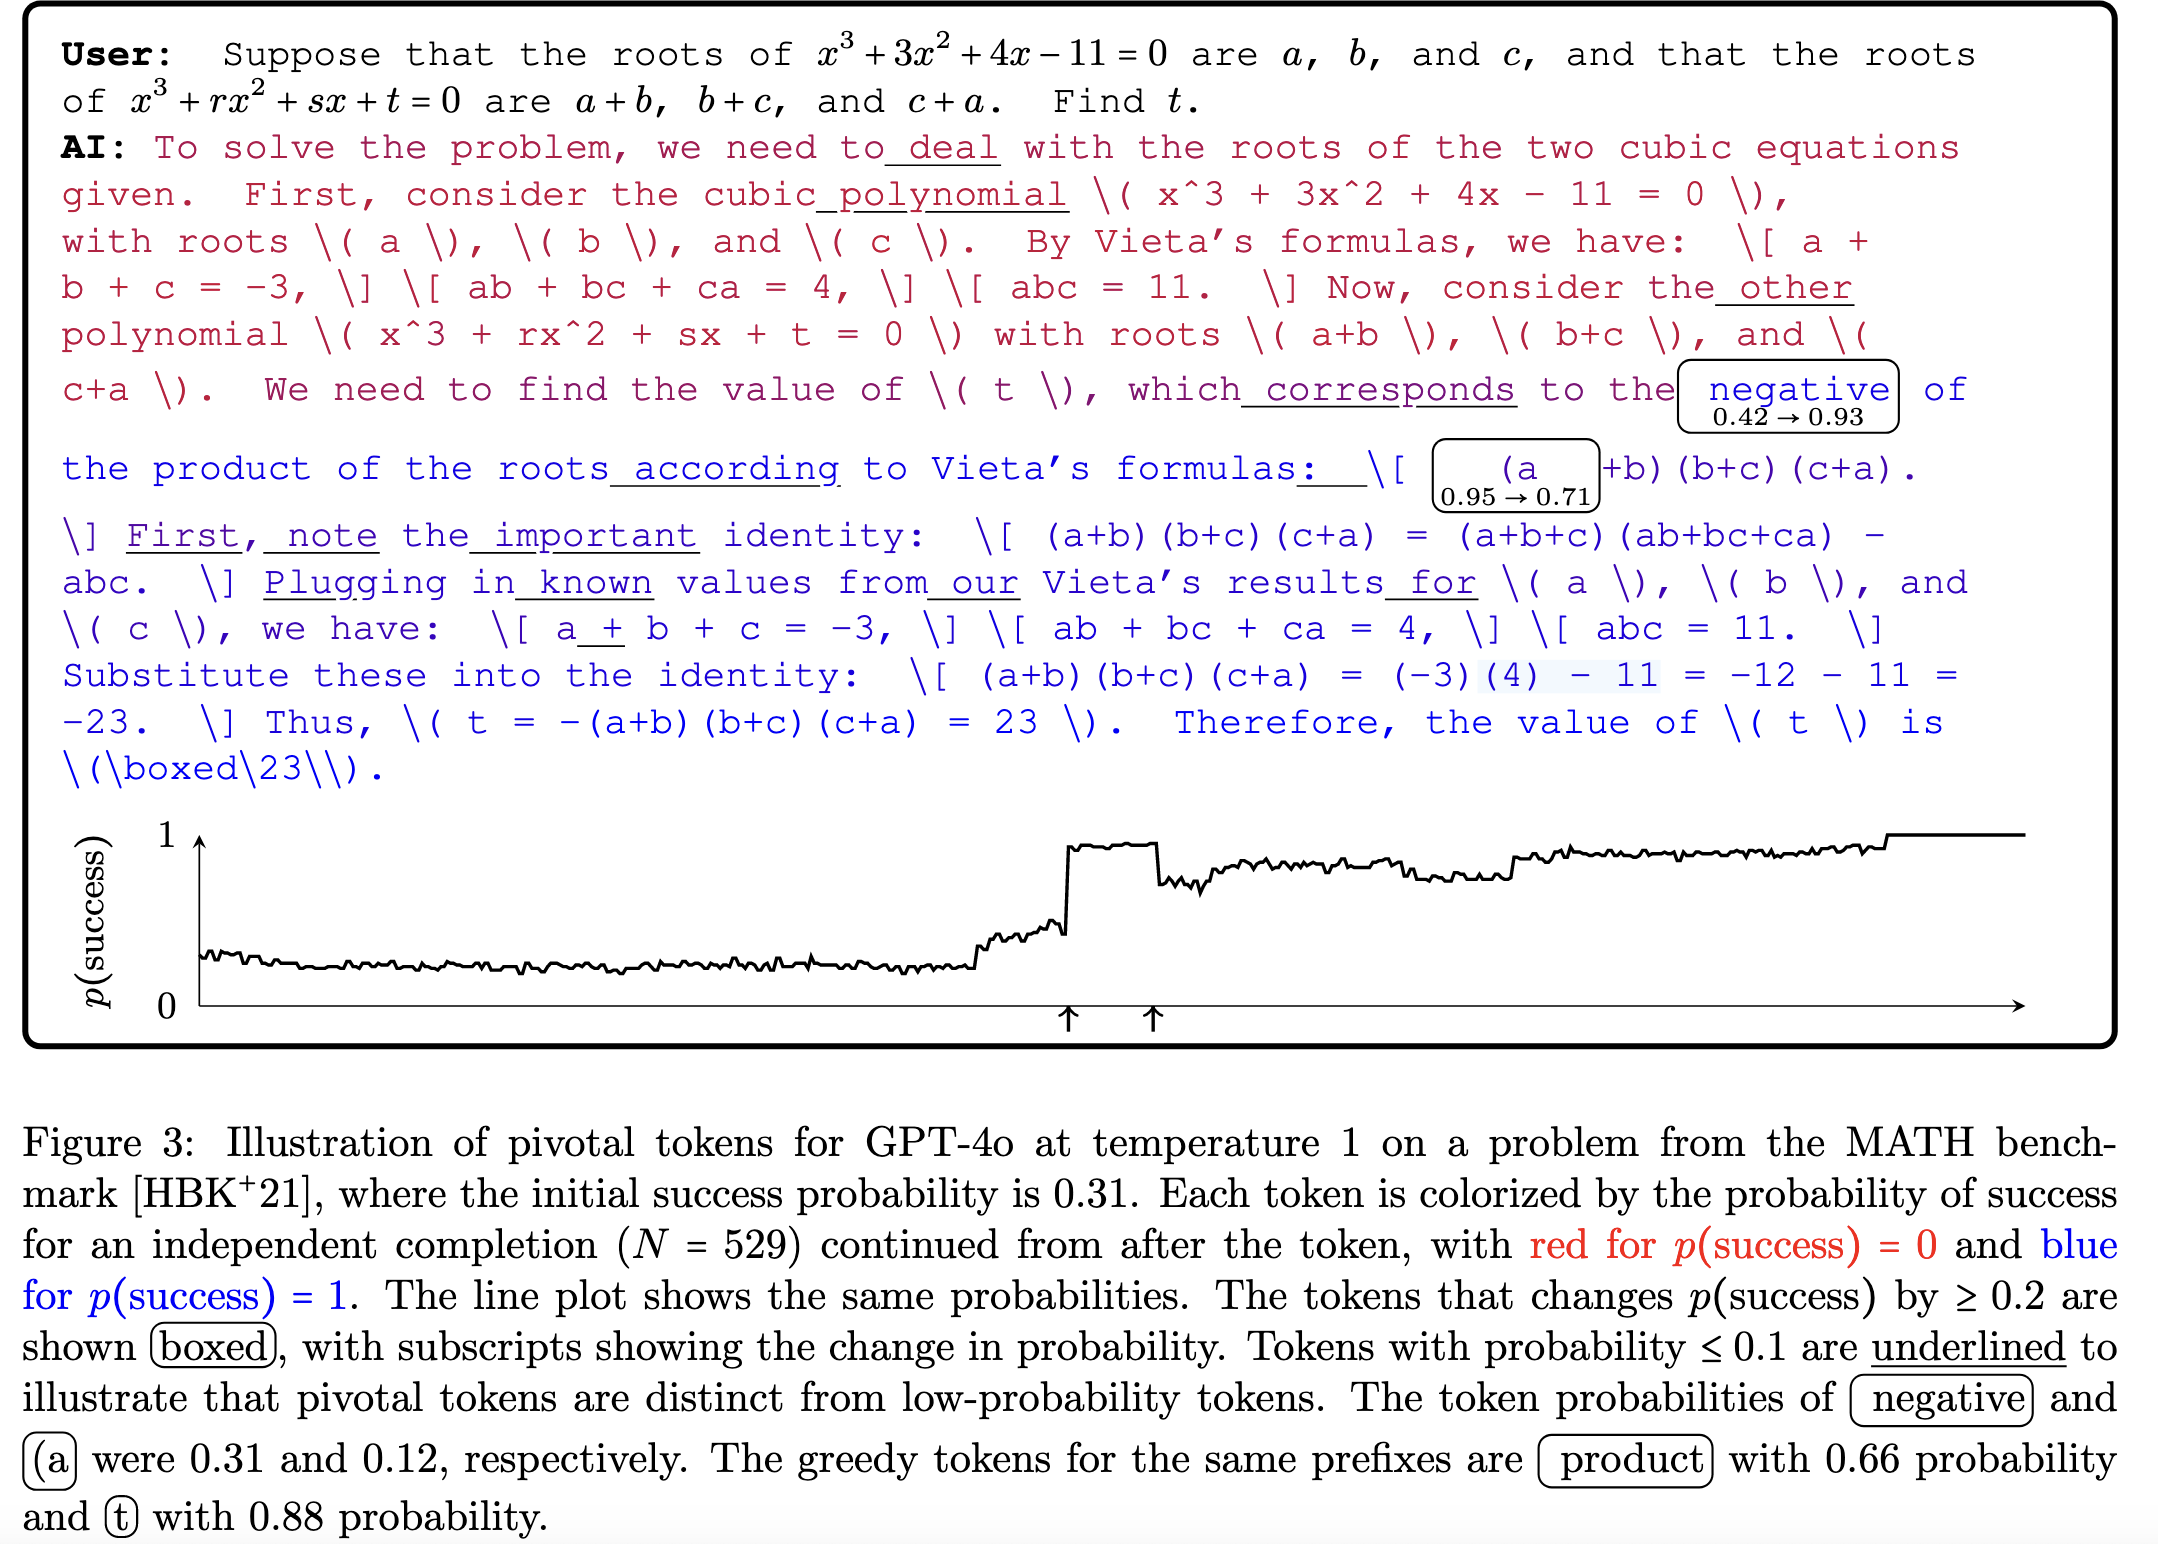 User: Suppose that the roots of x³ + 3x² + 4x − 11 = 0 are a, b, and c, and that the roots
of x³ + rx² + sx + t = 0 are a + b, b + c, and c + a. Find t.
AI: To solve the problem, we need to deal with the roots of the two cubic equations
given. First, consider the cubic polynomial \( x^3 + 3x^2 + 4x - 11 = 0 \),
with roots \( a \), \( b \), and \( c \). By Vieta's formulas, we have: \[ a +
b + c = -3, \] \[ ab + bc + ca = 4, \] \[ abc = 11. \] Now, consider the other
polynomial \( x^3 + rx^2 + sx + t = 0 \) with roots \( a+b \), \( b+c \), and \(
c+a \). We need to find the value of \( t \), which corresponds to the negative of
0.42 → 0.93
the product of the roots according to Vieta's formulas: \[ (a+b)(b+c)(c+a).
0.95 → 0.71
\] First, note the important identity: \[ (a+b)(b+c)(c+a) = (a+b+c)(ab+bc+ca) -
abc. \] Plugging in known values from our Vieta's results for \( a \), \( b \), and
\( c \), we have: \[ a + b + c = -3, \] \[ ab + bc + ca = 4, \] \[ abc = 11. \]
Substitute these into the identity: \[ (a+b)(b+c)(c+a) = (-3)(4) - 11 = -12 - 11 =
-23. \] Thus, \( t = -(a+b)(b+c)(c+a) = 23 \). Therefore, the value of \( t \) is
\(\boxed\23\\).
1
p(success)
0
↑ ↑
Figure 3: Illustration of pivotal tokens for GPT-4o at temperature 1 on a problem from the MATH bench-
mark [HBK⁺21], where the initial success probability is 0.31. Each token is colorized by the probability of success
for an independent completion (N = 529) continued from after the token, with red for p(success) = 0 and blue
for p(success) = 1. The line plot shows the same probabilities. The tokens that changes p(success) by ≥ 0.2 are
shown boxed, with subscripts showing the change in probability. Tokens with probability ≤ 0.1 are underlined to
illustrate that pivotal tokens are distinct from low-probability tokens. The token probabilities of negative and
(a were 0.31 and 0.12, respectively. The greedy tokens for the same prefixes are product with 0.66 probability
and t with 0.88 probability.